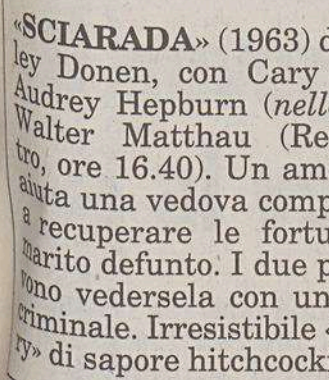 «SCIARADA» (1963) d
ley Donen, con Cary
Audrey Hepburn (nell
Walter Matthau (Re
tro, ore 16.40). Un am
aiuta una vedova comp
a recuperare le fortu
marito defunto. I due p
vono vedersela con un
criminale. Irresistibile «
ry» di sapore hitchcocki